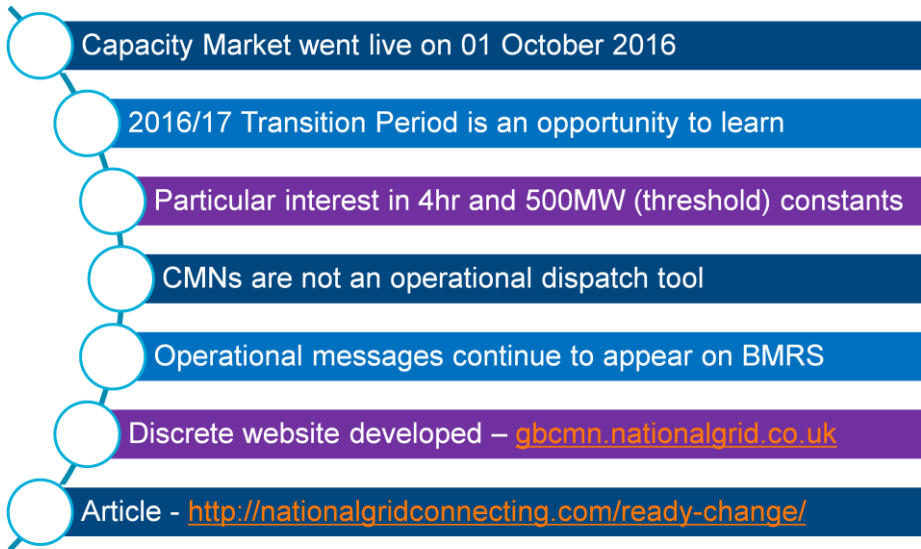 Capacity Market went live on 01 October 2016
2016/17 Transition Period is an opportunity to learn
Particular interest in 4hr and 500MW (threshold) constants
CMNs are not an operational dispatch tool
Operational messages continue to appear on BMRS
Discrete website developed – gbcmn.nationalgrid.co.uk
Article - http://nationalgridconnecting.com/ready-change/